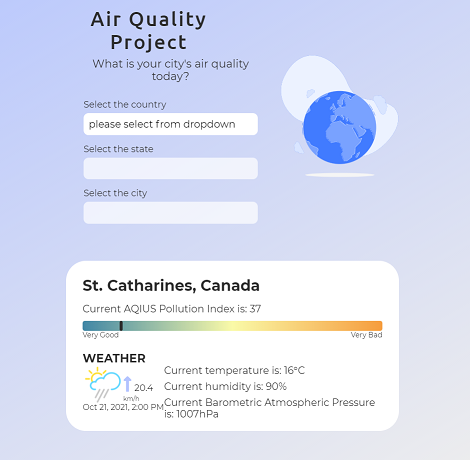 Air Quality
Project
What is your city's air quality
today?
Select the country
please select from dropdown
Select the state
Select the city
St. Catharines, Canada
Current AQIUS Pollution Index is: 37
Very Good
Very Bad
WEATHER
20.4
km/h
Oct 21, 2021, 2:00 PM
Current temperature is: 16°C
Current humidity is: 90%
Current Barometric Atmospheric Pressure
is: 1007hPa